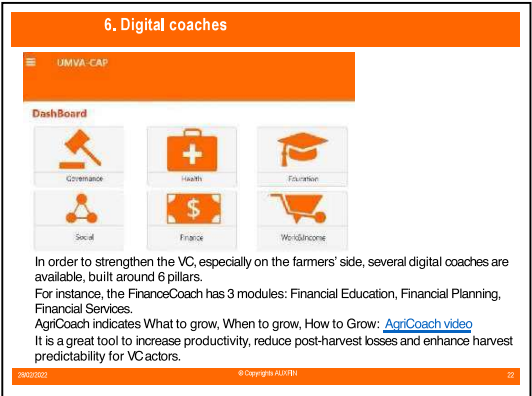 6. Digital coaches
UMVA-CAP
DashBoard
Governance
Health
Education
Social
Finance
Work&Income
In order to strengthen the VC, especially on the farmers' side, several digital coaches are
available, built around 6 pillars.
For instance, the FinanceCoach has 3 modules: Financial Education, Financial Planning,
Financial Services.
AgriCoach indicates What to grow, When to grow, How to Grow: AgriCoach video
It is a great tool to increase productivity, reduce post-harvest losses and enhance harvest
predictability for VC actors.
28/02/2022
© Copyrights AUXFIN
22